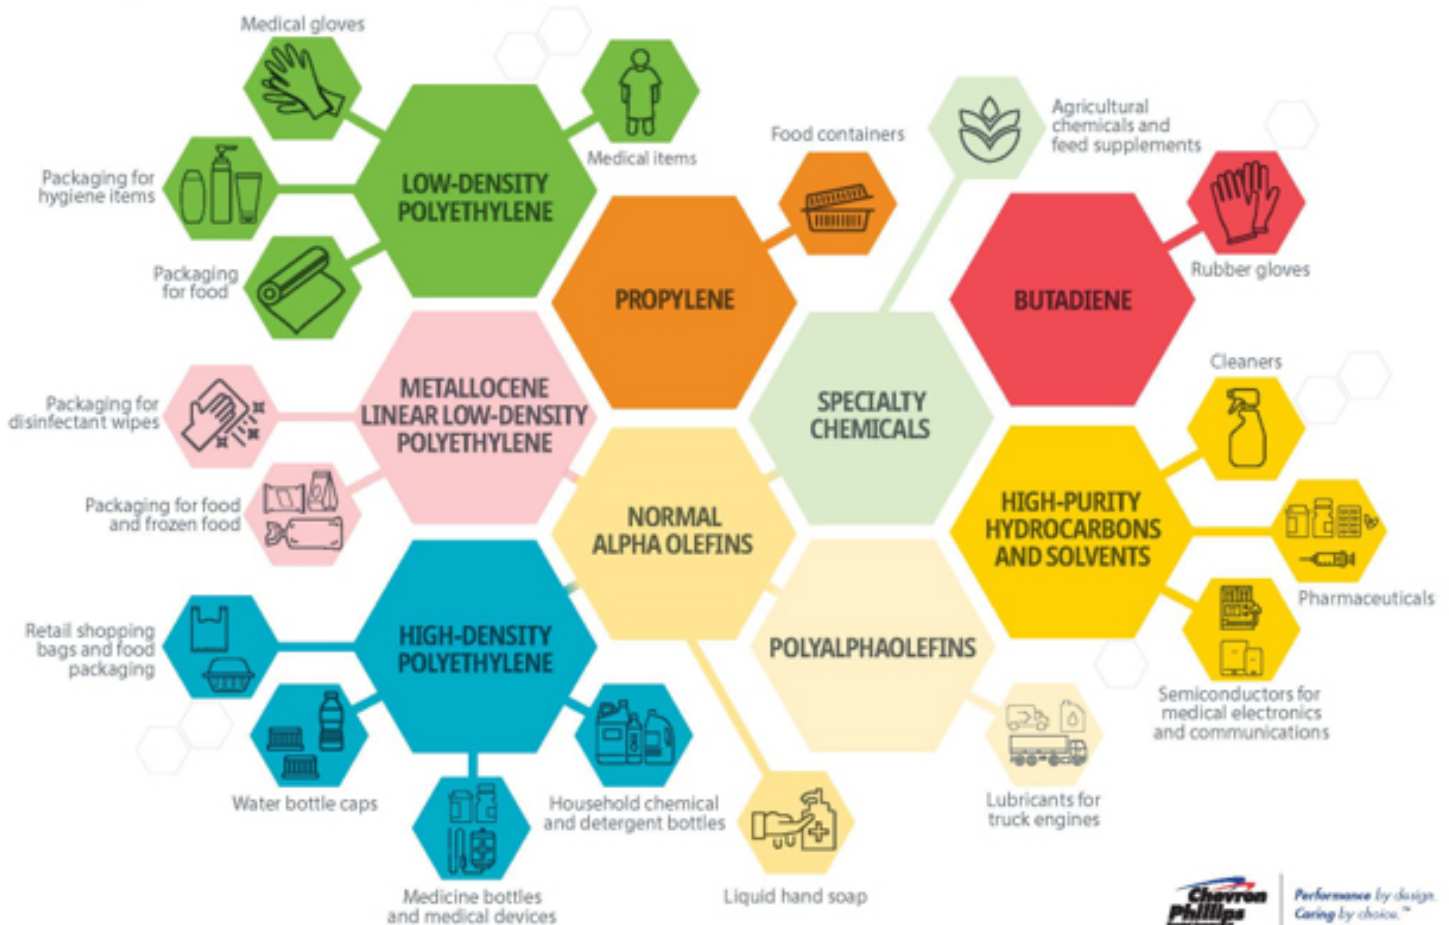 Medical gloves
Medical items
Packaging for
hygiene items
Packaging
for food
LOW-DENSITY
POLYETHYLENE
Food containers
PROPYLENE
Agricultural
chemicals and
feed supplements
SPECIALTY
CHEMICALS
Rubber gloves
BUTADIENE
Packaging for
disinfectant wipes
Packaging for food
and frozen food
METALLOCENE
LINEAR LOW-DENSITY
POLYETHYLENE
NORMAL
ALPHA OLEFINS
Liquid hand soap
Cleaners
HIGH-PURITY
HYDROCARBONS
AND SOLVENTS
Pharmaceuticals
Semiconductors for
medical electronics
and communications
Retail shopping
bags and food
packaging
HIGH-DENSITY
POLYETHYLENE
Water bottle caps
Medicine bottles
and medical devices
Household chemical
and detergent bottles
POLYALPHAOLEFINS
Lubricants for
truck engines
Chevron
Phillips
Performance by design.
Caring by choice.™